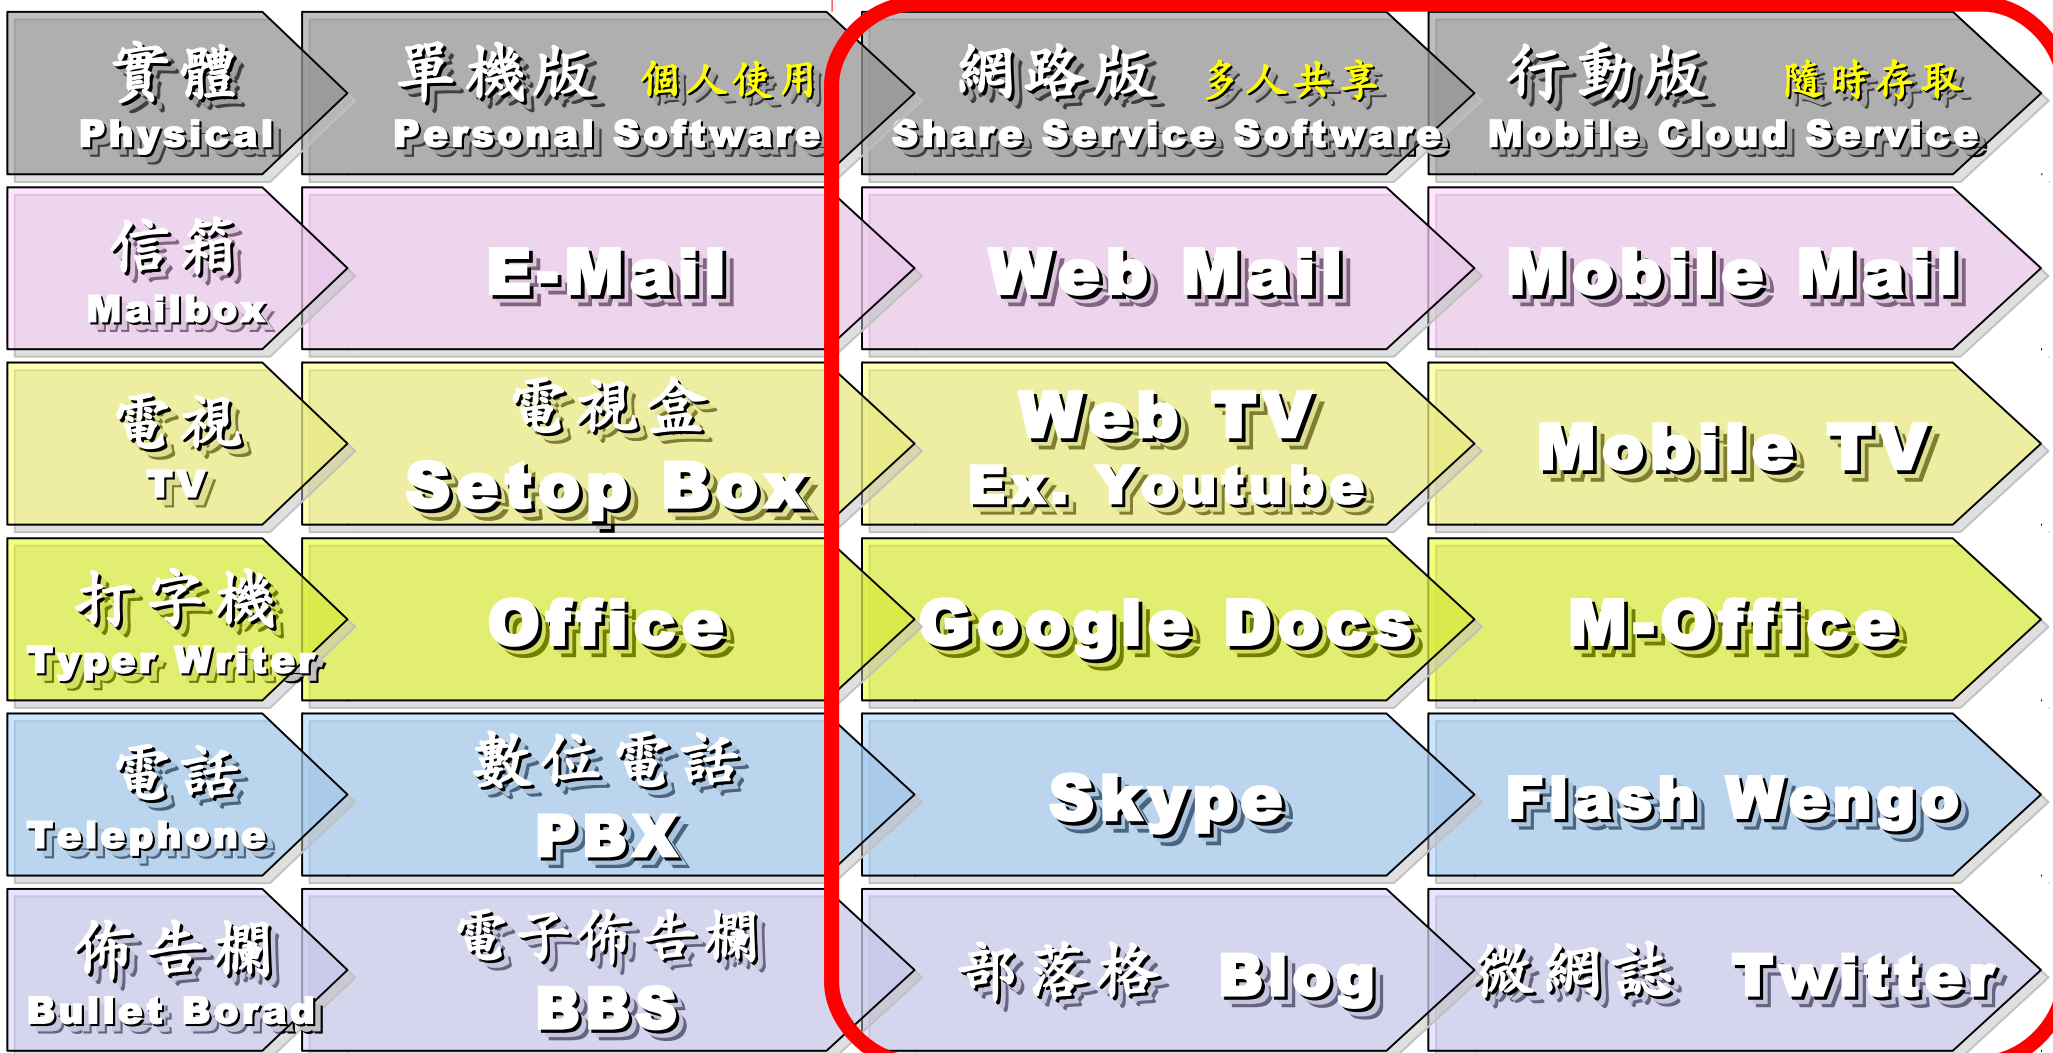 實體
Physical
單機版 個人使用
Personal Software
網路版 多人共享
Share Service Software
行動版 隨時存取
Mobile Cloud Service
信箱
Mailbox
E-Mail
Web Mail
Mobile Mail
電視
TV
電視盒
Setop Box
Web TV
Ex. Youtube
Mobile TV
打字機
Typer Writer
Office
Google Docs
M-Office
電話
Telephone
數位電話
PBX
Skype
Flash Wengo
佈告欄
Bullet Borad
電子佈告欄
BBS
部落格 Blog
微網誌 Twitter